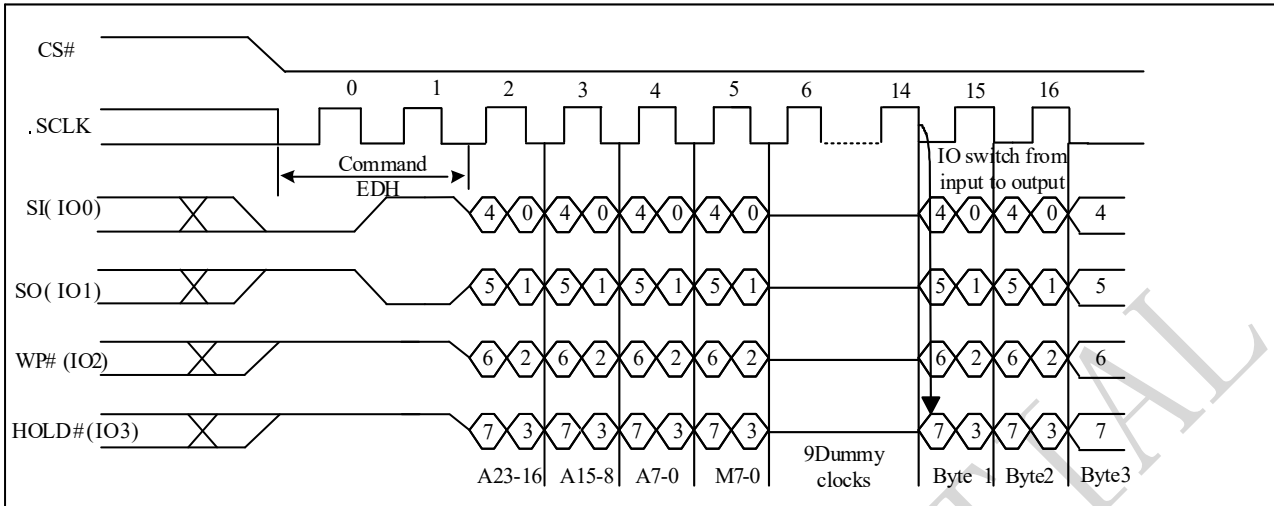 CS#
0 1 2 3 4 5 6 14 15 16
.SCLK
Command
EDH
IO switch from
input to output
SI( IO0) 4 0 4 0 4 0 4 0 4 0 4 0 4
SO( IO1) 5 1 5 1 5 1 5 1 5 1 5 1 5
WP# (IO2) 6 2 6 2 6 2 6 2 6 2 6 2 6
HOLD# (IO3) 7 3 7 3 7 3 7 3 7 3 7 3 7
A23-16 A15-8 A7-0 M7-0
9Dummy
clocks
Byte 1 Byte2 Byte3